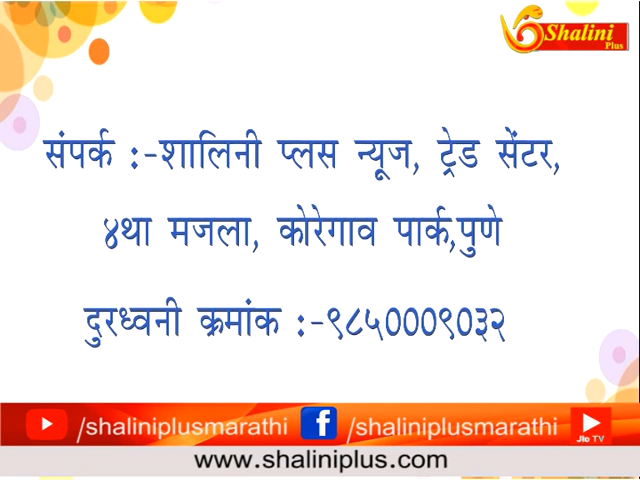 Shalini
Plus
संपर्क :-शालिनी प्लस न्यूज, ट्रेड सेंटर,
४था मजला, कोरेगाव पार्क,पुणे
दुरध्वनी क्रमांक :-९८५०००९०३२
/shaliniplusmarathi /shaliniplusmarathi
Jio TV
www.shaliniplus.com